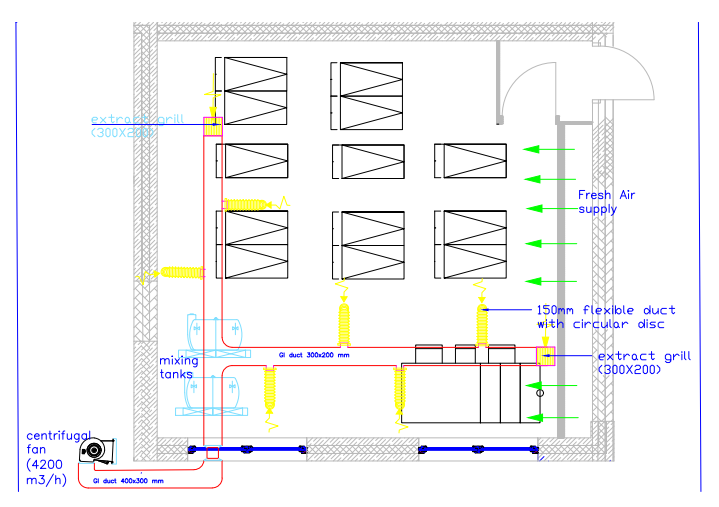 extract grill
(300X200)
Fresh Air
supply
150mm flexible duct
with circular disc
GI duct 300x200 mm
extract grill
(300X200)
mixing
tanks
centrifugal
fan
(4200
m3/h)
GI duct 400x300 mm